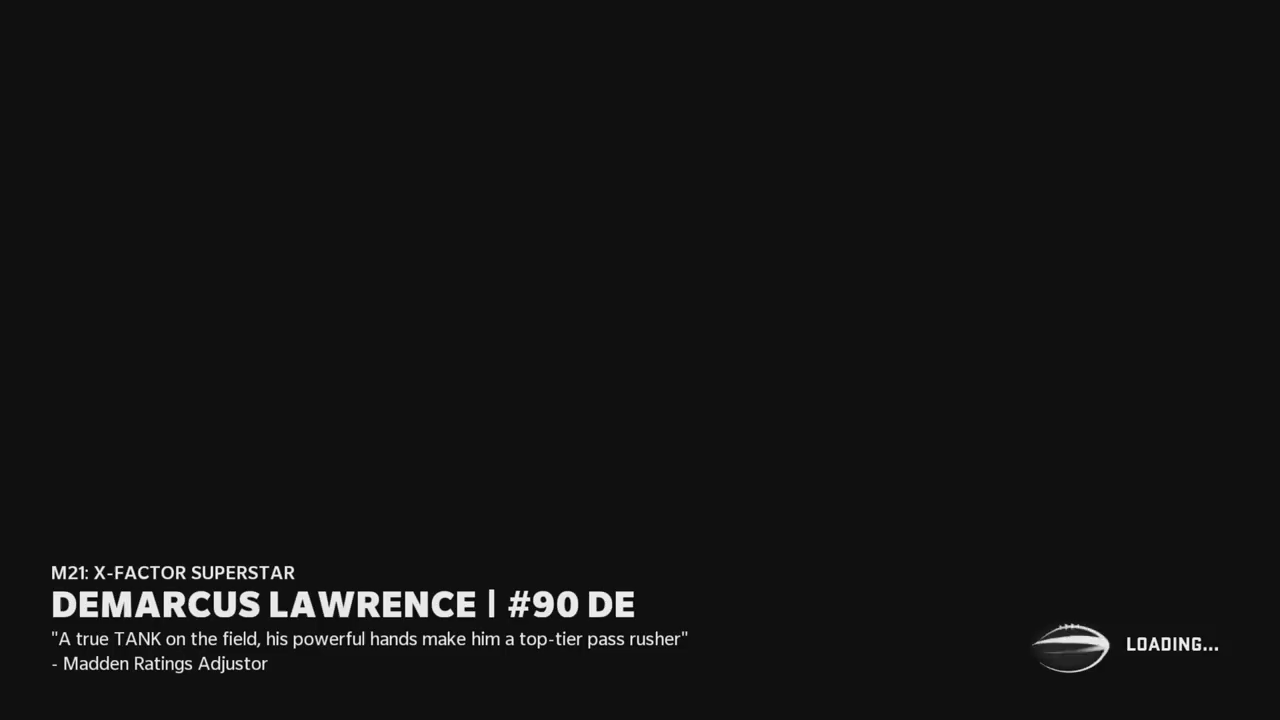 M21: X-FACTOR SUPERSTAR
DEMARCUS LAWRENCE | #90 DE
"A true TANK on the field, his powerful hands make him a top-tier pass rusher"
- Madden Ratings Adjustor
LOADING...